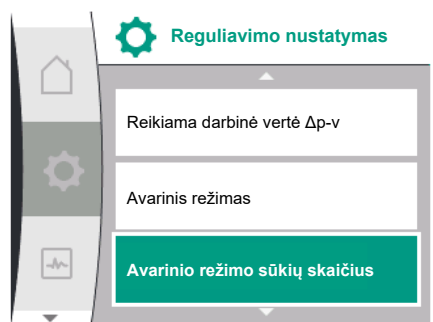 Reguliavimo nustatymas
Reikiama darbinė vertė Δp-v
Avarinis režimas
Avarinio režimo sūkių skaičius